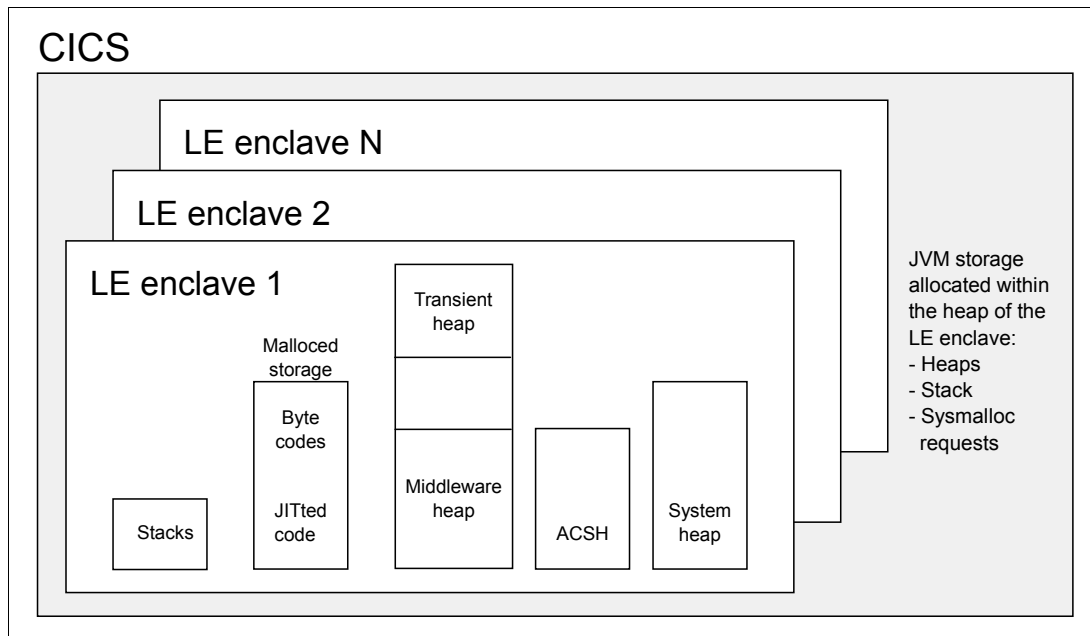 CICS
LE enclave N
LE enclave 2
LE enclave 1
Transient
heap
Malloced
storage
Byte
codes
JITted
code
Middleware
heap
Stacks
ACSH
System
heap
JVM storage
allocated within
the heap of the
LE enclave:
- Heaps
- Stack
- Sysmalloc
requests